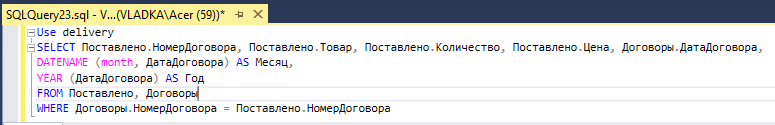 SQLQuery23.sql - V...(VLADKA\Acer (59))*
Use delivery
SELECT Поставлено.НомерДоговора, Поставлено.Товар, Поставлено.Количество, Поставлено.Цена, Договоры.ДатаДоговора,
DATENAME (month, ДатаДоговора) AS Месяц,
YEAR (ДатаДоговора) AS Год
FROM Поставлено, Договоры
WHERE Договоры.НомерДоговора = Поставлено.НомерДоговора